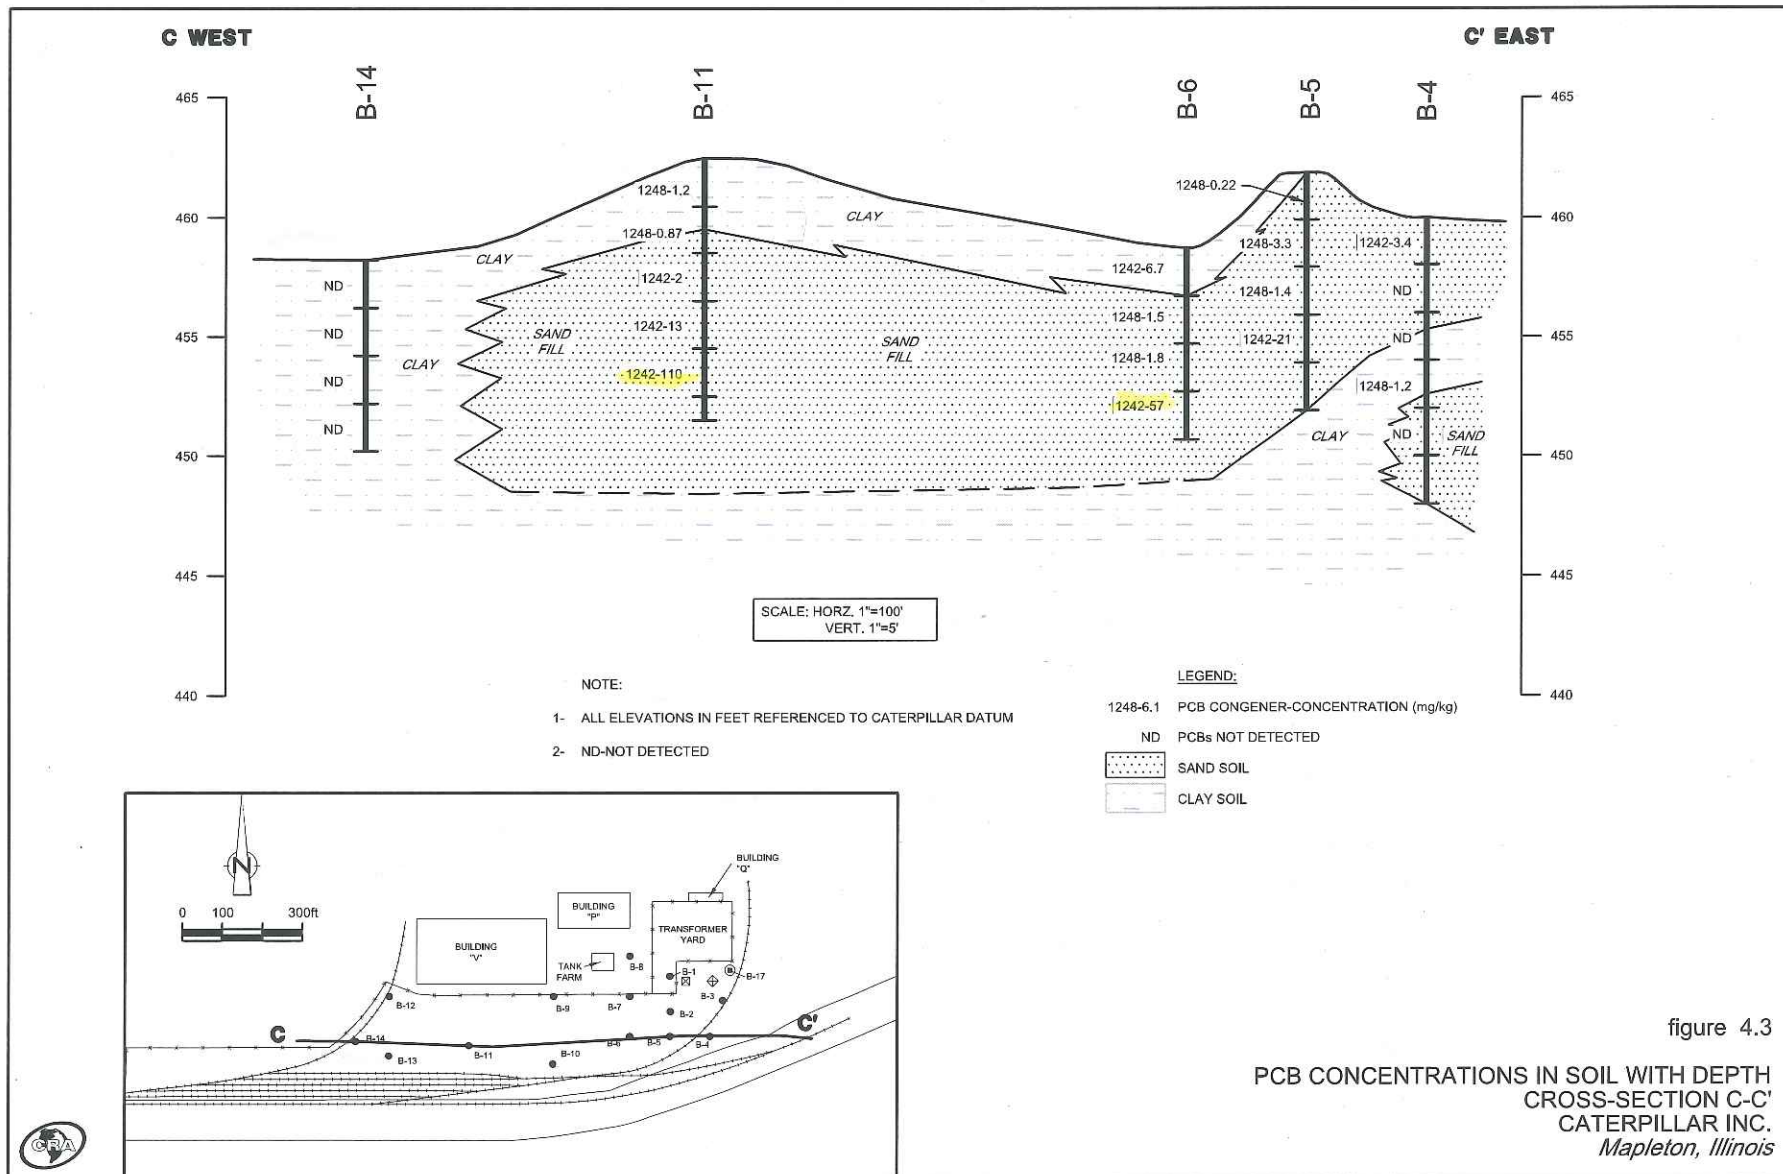 C WEST
C' EAST
B-14
B-11
B-6
B-5
B-4
465
460
455
450
445
440
465
460
455
450
445
440
ND
ND
ND
ND
1248-1.2
1248-0.87
1242-2
1242-13
1242-110
1242-6.7
1248-1.5
1248-1.8
1242-57
1248-0.22
1248-3.3
1248-1.4
1242-21
1242-3.4
ND
ND
1248-1.2
ND
CLAY
CLAY
CLAY
CLAY
SAND
FILL
SAND
FILL
SAND
FILL
SCALE: HORZ. 1"=100'
VERT. 1"=5'
NOTE:
1- ALL ELEVATIONS IN FEET REFERENCED TO CATERPILLAR DATUM
2- ND-NOT DETECTED
LEGEND:
1248-6.1 PCB CONGENER-CONCENTRATION (mg/kg)
ND PCBs NOT DETECTED
SAND SOIL
CLAY SOIL
N
0 100 300ft
BUILDING
"V"
BUILDING
"P"
BUILDING
"Q"
TRANSFORMER
YARD
TANK
FARM
B-8
B-1
B-17
B-3
B-12
B-9
B-7
B-2
C
C'
B-14
B-13
B-11
B-10
B-6
B-5
B-4
CRA
figure 4.3
PCB CONCENTRATIONS IN SOIL WITH DEPTH
CROSS-SECTION C-C'
CATERPILLAR INC.
Mapleton, Illinois